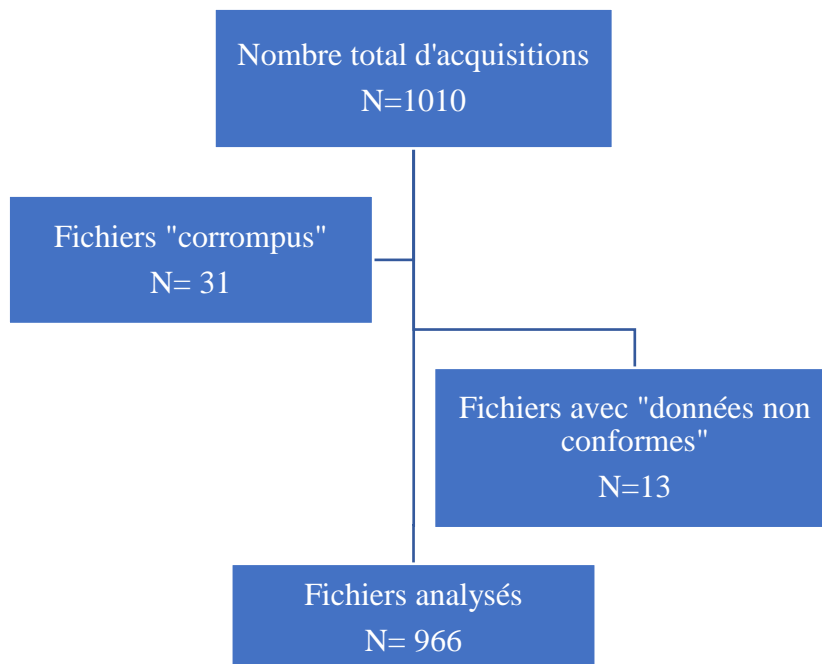 Nombre total d'acquisitions
N=1010
Fichiers "corrompus"
N= 31
Fichiers avec "données non
conformes"
N=13
Fichiers analysés
N= 966